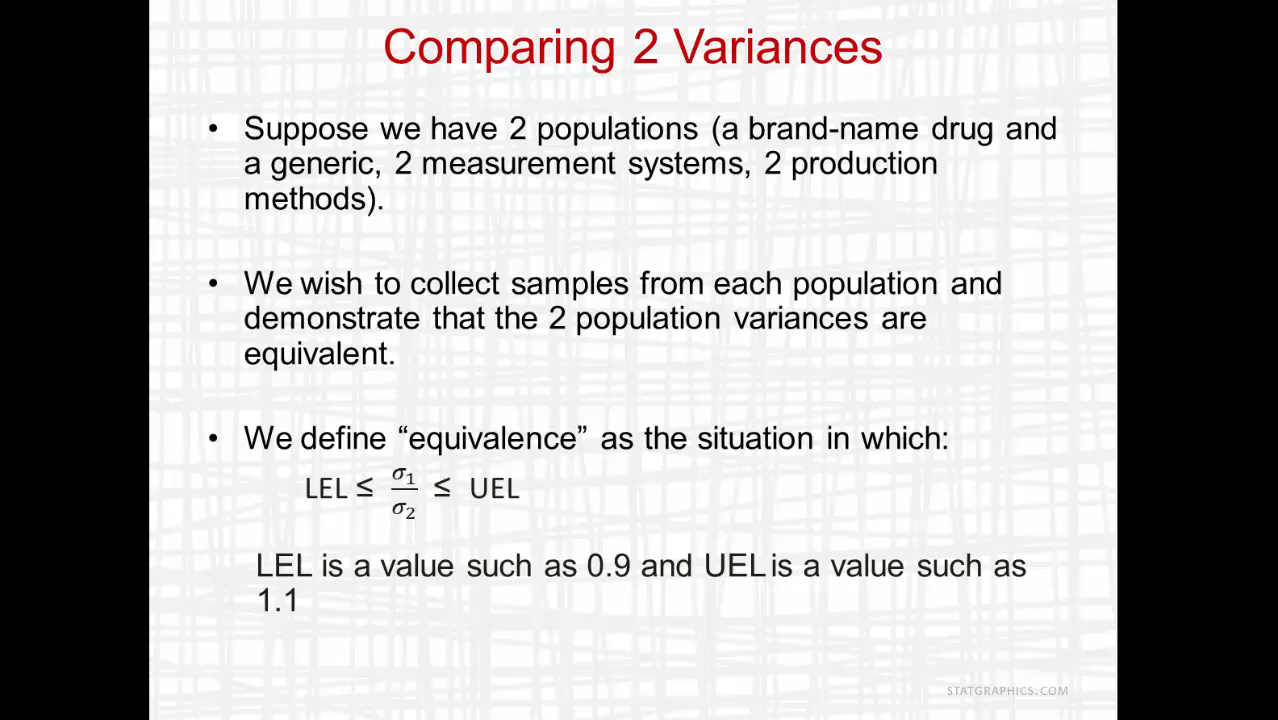 Comparing 2 Variances
• Suppose we have 2 populations (a brand-name drug and
a generic, 2 measurement systems, 2 production
methods).
• We wish to collect samples from each population and
demonstrate that the 2 population variances are
equivalent.
• We define “equivalence” as the situation in which:
LEL ≤ σ₁/σ₂ ≤ UEL
LEL is a value such as 0.9 and UEL is a value such as
1.1
STATGRAPHICS.COM